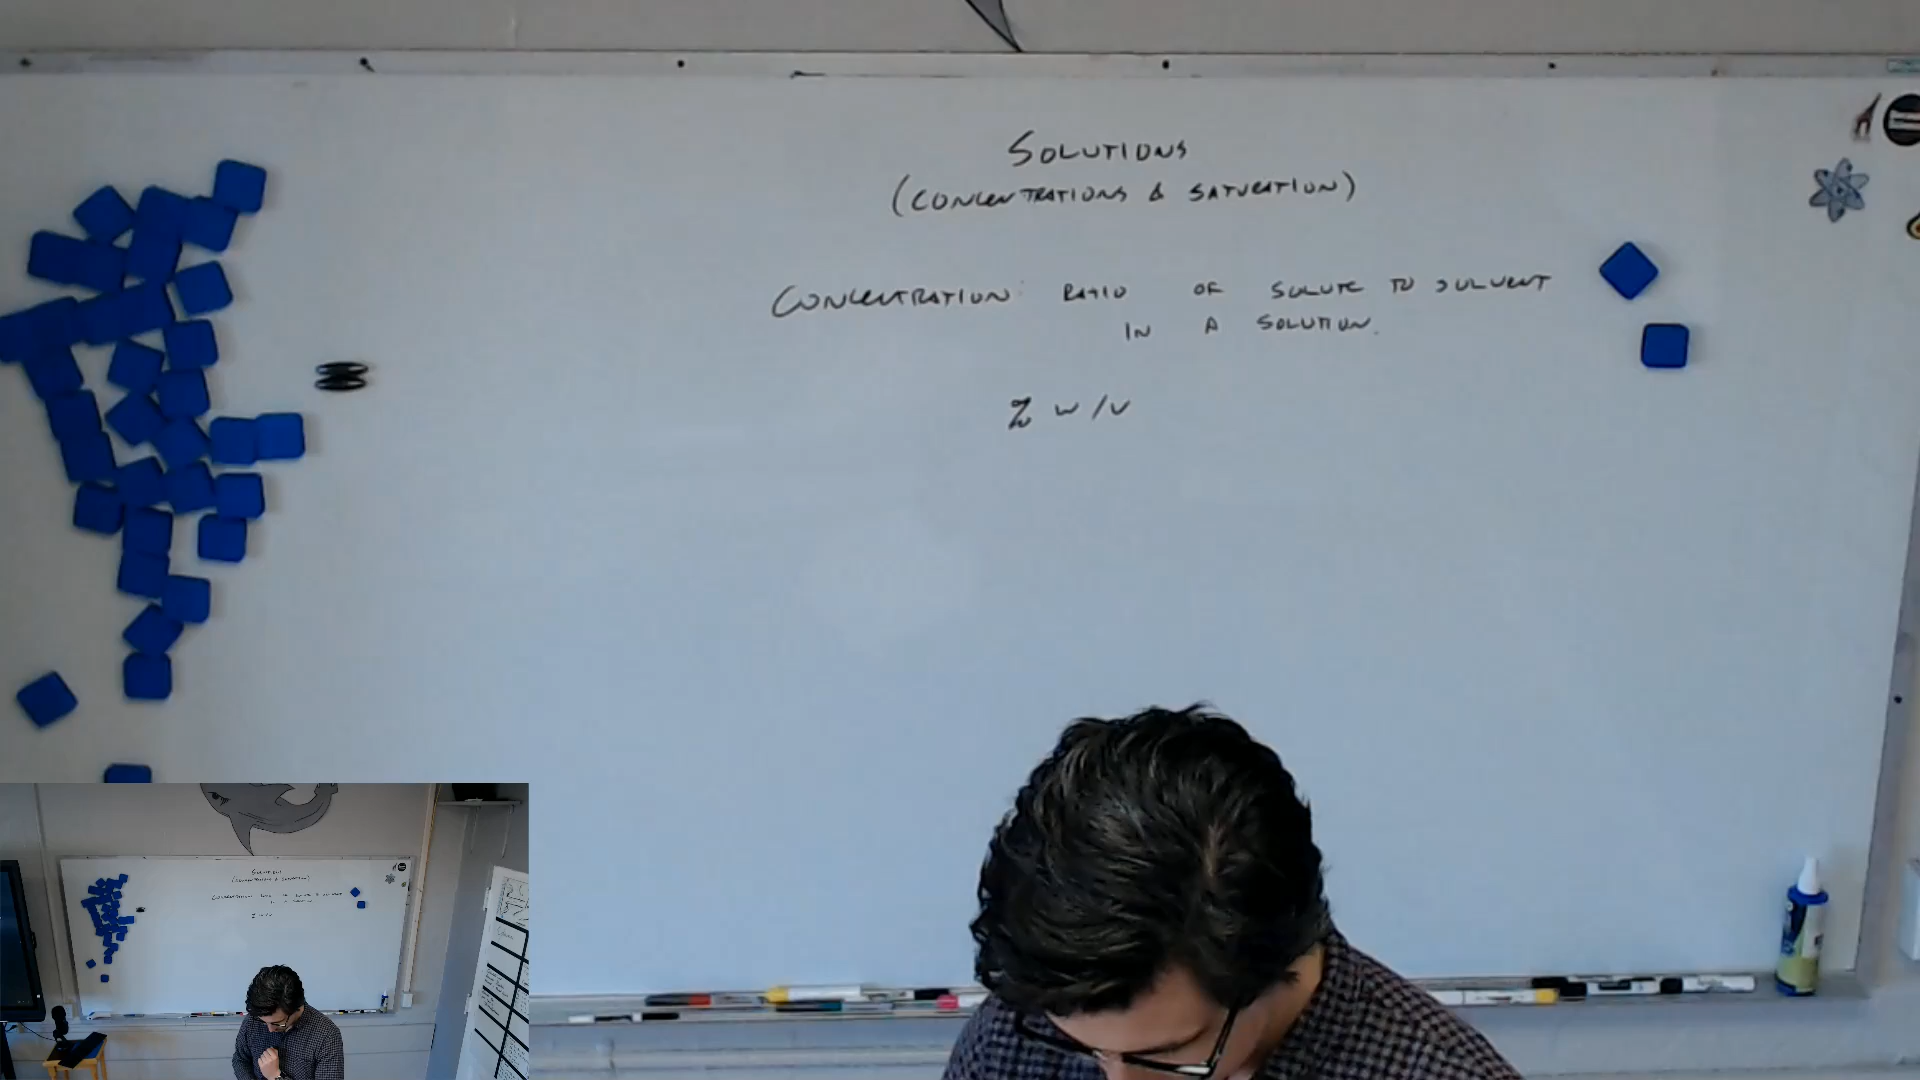 SOLUTIONS
(CONCENTRATIONS & SATURATION)
CONCENTRATION: RATIO OF SOLUTE TO SOLVENT
IN A SOLUTION.
% W/V